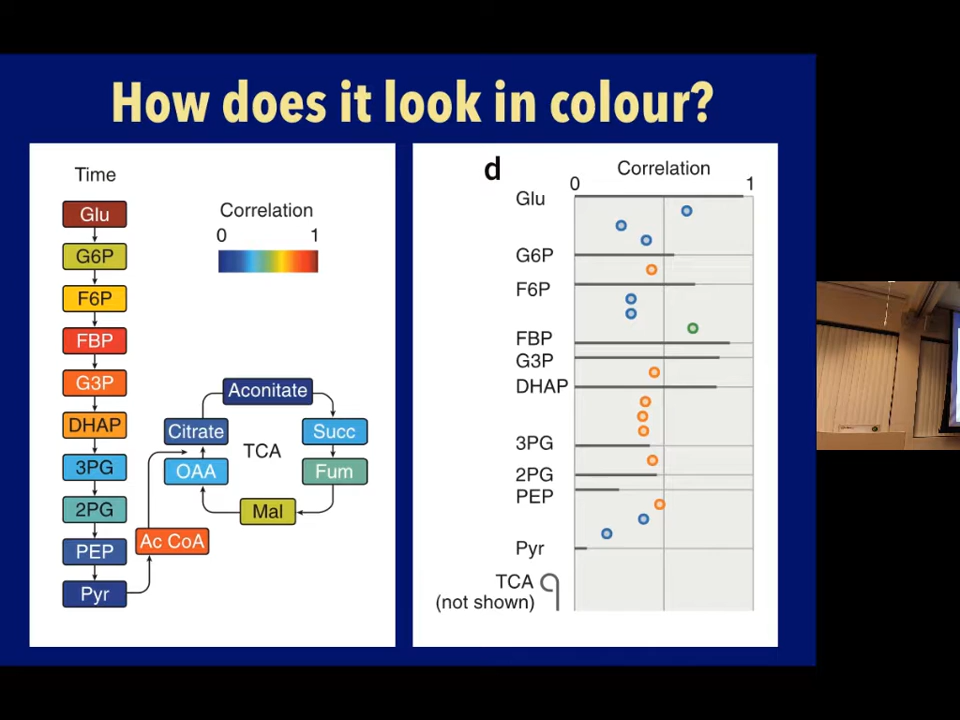 How does it look in colour?
Time
Glu
G6P
F6P
FBP
G3P
DHAP
3PG
2PG
PEP
Pyr
Correlation
0 1
Aconitate
Citrate
Succ
TCA
OAA
Fum
Mal
Ac CoA
d
Correlation
0 1
Glu
G6P
F6P
FBP
G3P
DHAP
3PG
2PG
PEP
Pyr
TCA
(not shown)